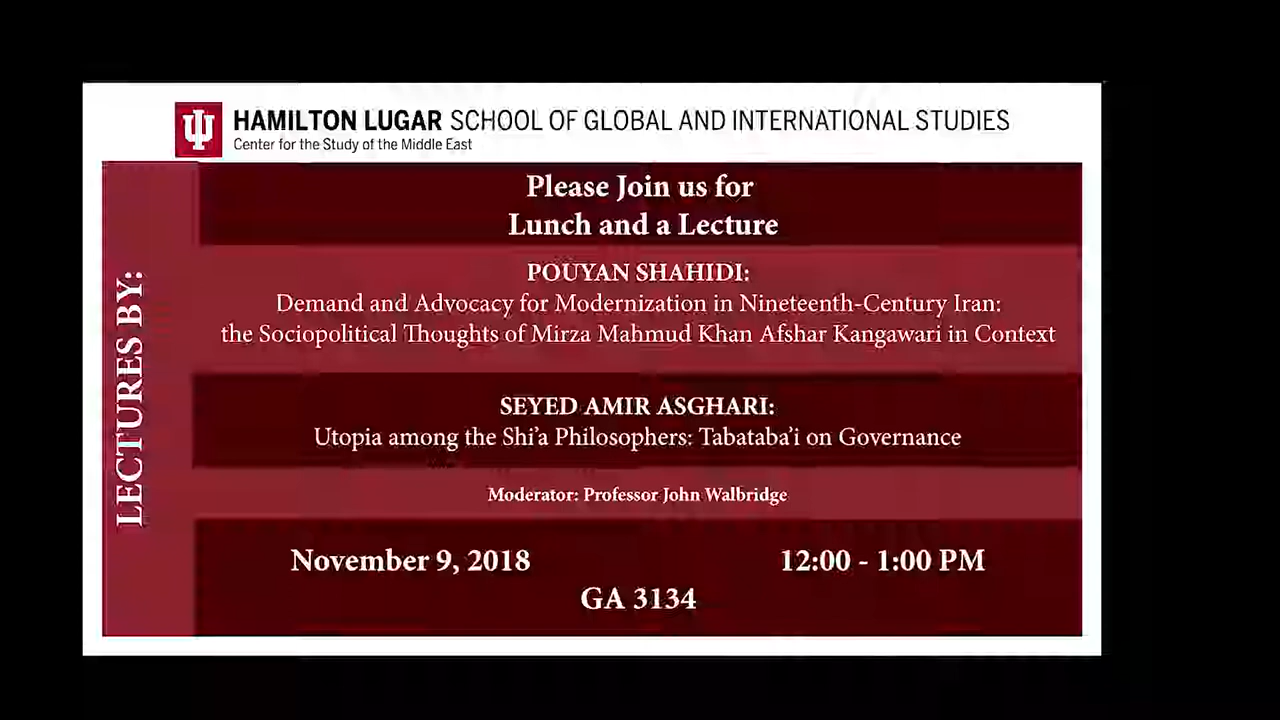 HAMILTON LUGAR SCHOOL OF GLOBAL AND INTERNATIONAL STUDIES
Center for the Study of the Middle East
LECTURES BY:
Please Join us for
Lunch and a Lecture
POUYAN SHAHIDI:
Demand and Advocacy for Modernization in Nineteenth-Century Iran:
the Sociopolitical Thoughts of Mirza Mahmud Khan Afshar Kangawari in Context
SEYED AMIR ASGHARI:
Utopia among the Shi’a Philosophers: Tabataba’i on Governance
Moderator: Professor John Walbridge
November 9, 2018 12:00 - 1:00 PM
GA 3134